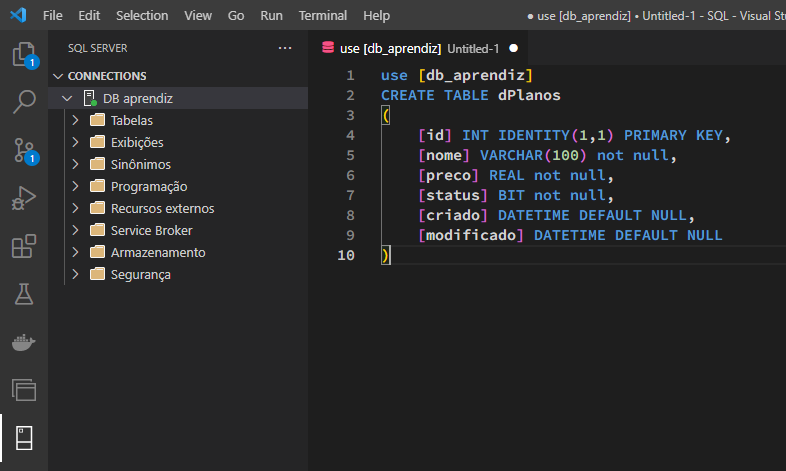 File Edit Selection View Go Run Terminal Help ● use [db_aprendiz] • Untitled-1 - SQL - Visual Stu
SQL SERVER ···
CONNECTIONS
DB aprendiz
Tabelas
Exibições
Sinônimos
Programação
Recursos externos
Service Broker
Armazenamento
Segurança
1
1
use [db_aprendiz] Untitled-1 ●
1 use [db_aprendiz]
2 CREATE TABLE dPlanos
3 (
4 [id] INT IDENTITY(1,1) PRIMARY KEY,
5 [nome] VARCHAR(100) not null,
6 [preco] REAL not null,
7 [status] BIT not null,
8 [criado] DATETIME DEFAULT NULL,
9 [modificado] DATETIME DEFAULT NULL
10 )